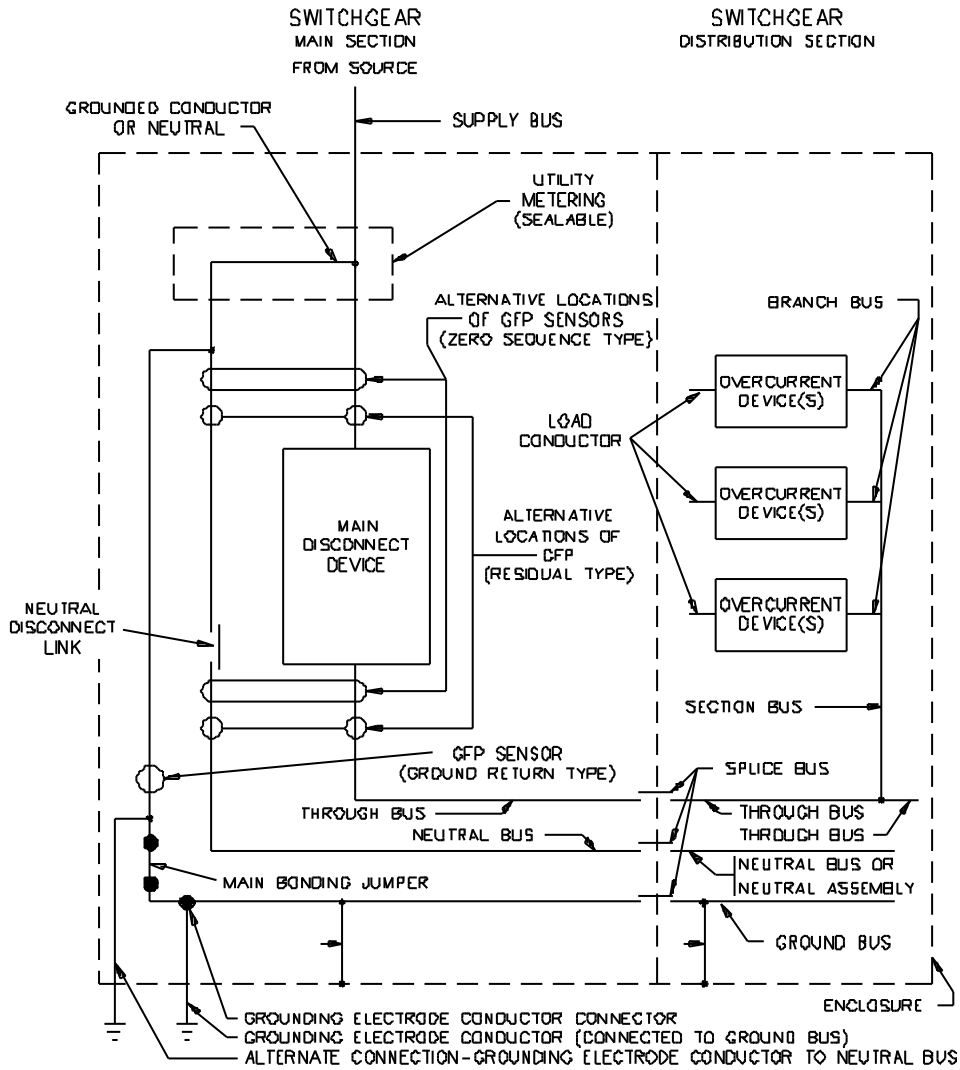 SWITCHGEAR
MAIN SECTION
FROM SOURCE
SWITCHGEAR
DISTRIBUTION SECTION
GROUNDED CONDUCTOR
OR NEUTRAL
SUPPLY BUS
UTILITY
METERING
(SEALABLE)
ALTERNATIVE LOCATIONS
OF GFP SENSORS
(ZERO SEQUENCE TYPE)
BRANCH BUS
OVERCURRENT
DEVICE(S)
LOAD
CONDUCTOR
OVERCURRENT
DEVICE(S)
MAIN
DISCONNECT
DEVICE
ALTERNATIVE
LOCATIONS OF
GFP
(RESIDUAL TYPE)
OVERCURRENT
DEVICE(S)
NEUTRAL
DISCONNECT
LINK
SECTION BUS
GFP SENSOR
(GROUND RETURN TYPE)
SPLICE BUS
THROUGH BUS
THROUGH BUS
NEUTRAL BUS
THROUGH BUS
NEUTRAL BUS OR
NEUTRAL ASSEMBLY
MAIN BONDING JUMPER
GROUND BUS
ENCLOSURE
GROUNDING ELECTRODE CONDUCTOR CONNECTOR
GROUNDING ELECTRODE CONDUCTOR (CONNECTED TO GROUND BUS)
ALTERNATE CONNECTION-GROUNDING ELECTRODE CONDUCTOR TO NEUTRAL BUS